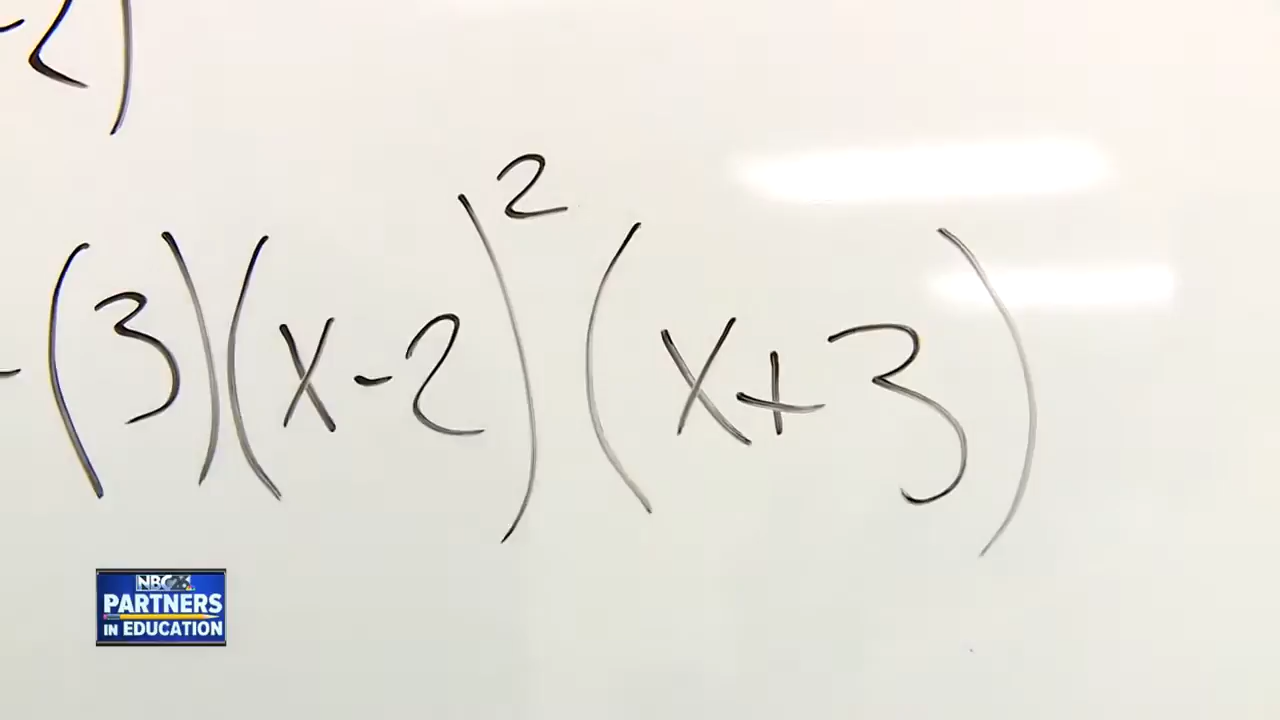 -2)
-(3)(x-2)²(x+3)
NBC26
PARTNERS
IN EDUCATION